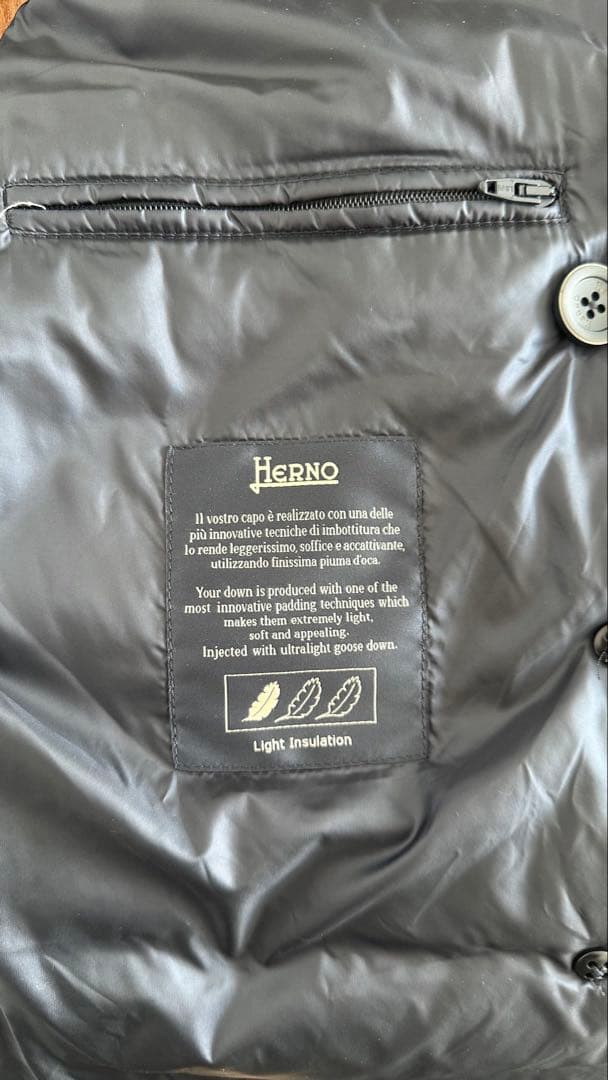 HERNO
Il vostro capo è realizzato con una delle
più innovative tecniche di imbottitura che
lo rende leggerissimo, soffice e accattivante,
utilizzando finissima piuma d'oca.
Your down is produced with one of the
most innovative padding techniques which
makes them extremely light,
soft and appealing.
Injected with ultralight goose down.
Light Insulation